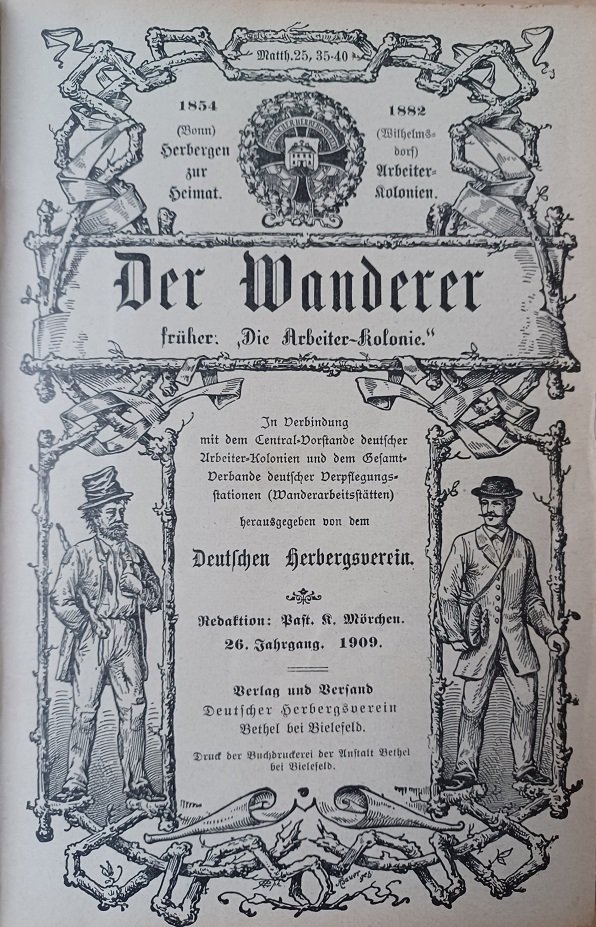 Matth. 25, 35-40
1854
(Bonn)
Herbergen
zur
Heimat.
DEUTSCHER HERBERGSVEREIN
1882
(Wilhelms-
dorf)
Arbeiter-
Kolonien.
Der Wanderer
früher: „Die Arbeiter-Kolonie.“
In Verbindung
mit dem Central-Vorstande deutscher
Arbeiter-Kolonien und dem Gesamt-
Verbande deutscher Verpflegungs-
stationen (Wanderarbeitsstätten)
herausgegeben von dem
Deutschen Herbergsverein.
Redaktion: Past. K. Mörchen.
26. Jahrgang. 1909.
Verlag und Versand
Deutscher Herbergsverein
Bethel bei Bielefeld.
Druck der Buchdruckerei der Anstalt Bethel
bei Bielefeld.